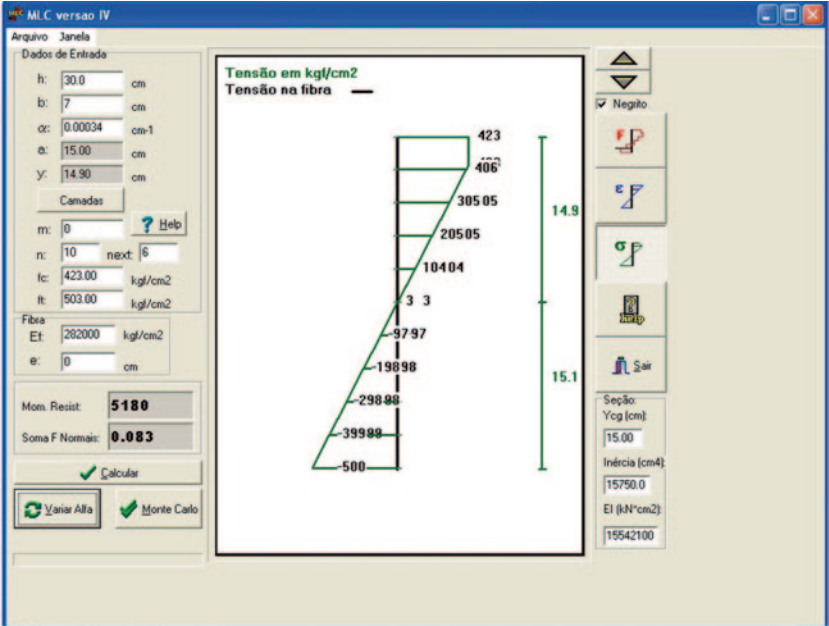 MLC versao IV
Arquivo Janela
Dados de Entrada
h: 30.0 cm
b: 7 cm
α: 0.00034 cm-1
a: 15.00 cm
y: 14.90 cm
Camadas
m: 0
? Help
n: 10 next: 6
fc: 423.00 kgf/cm2
ft: 503.00 kgf/cm2
Fibra
Ef: 282000 kgf/cm2
e: 0 cm
Mom. Resist: 5180
Soma F Normais: 0.083
Calcular
Variar Alfa
Monte Carlo
Tensão em kgf/cm2
Tensão na fibra
423
406
30505
20505
10404
3 3
-9797
-19898
-29898
-39999
-500
14.9
15.1
Negrito
F
ε
σ
help
Sair
Seção:
Ycg (cm):
15.00
Inércia (cm4):
15750.0
EI (kN*cm2):
15542100